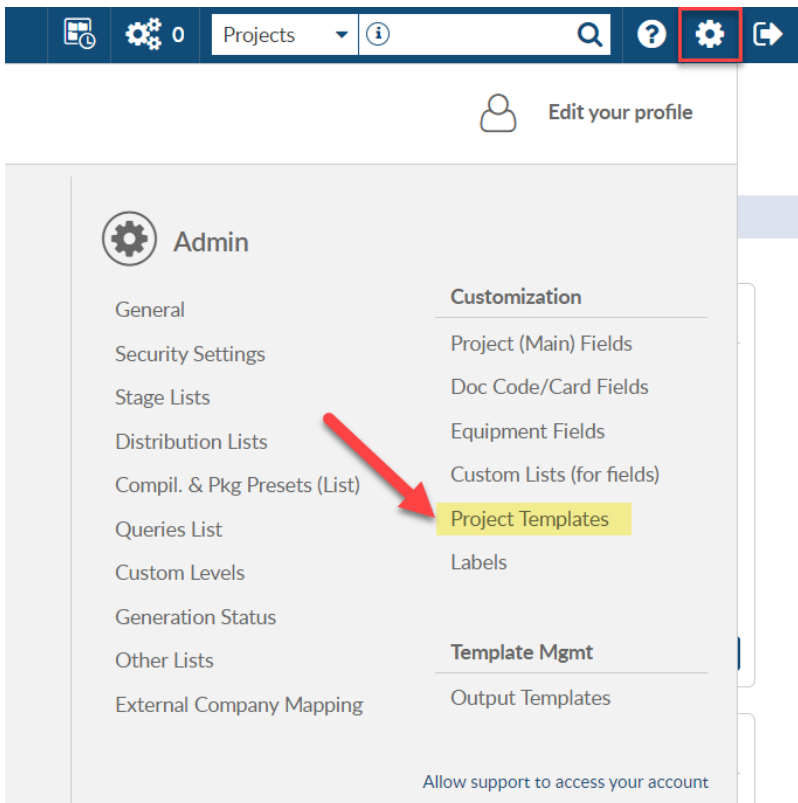 0
Projects
Edit your profile
Admin
General
Security Settings
Stage Lists
Distribution Lists
Compil. & Pkg Presets (List)
Queries List
Custom Levels
Generation Status
Other Lists
External Company Mapping
Customization
Project (Main) Fields
Doc Code/Card Fields
Equipment Fields
Custom Lists (for fields)
Project Templates
Labels
Template Mgmt
Output Templates
Allow support to access your account